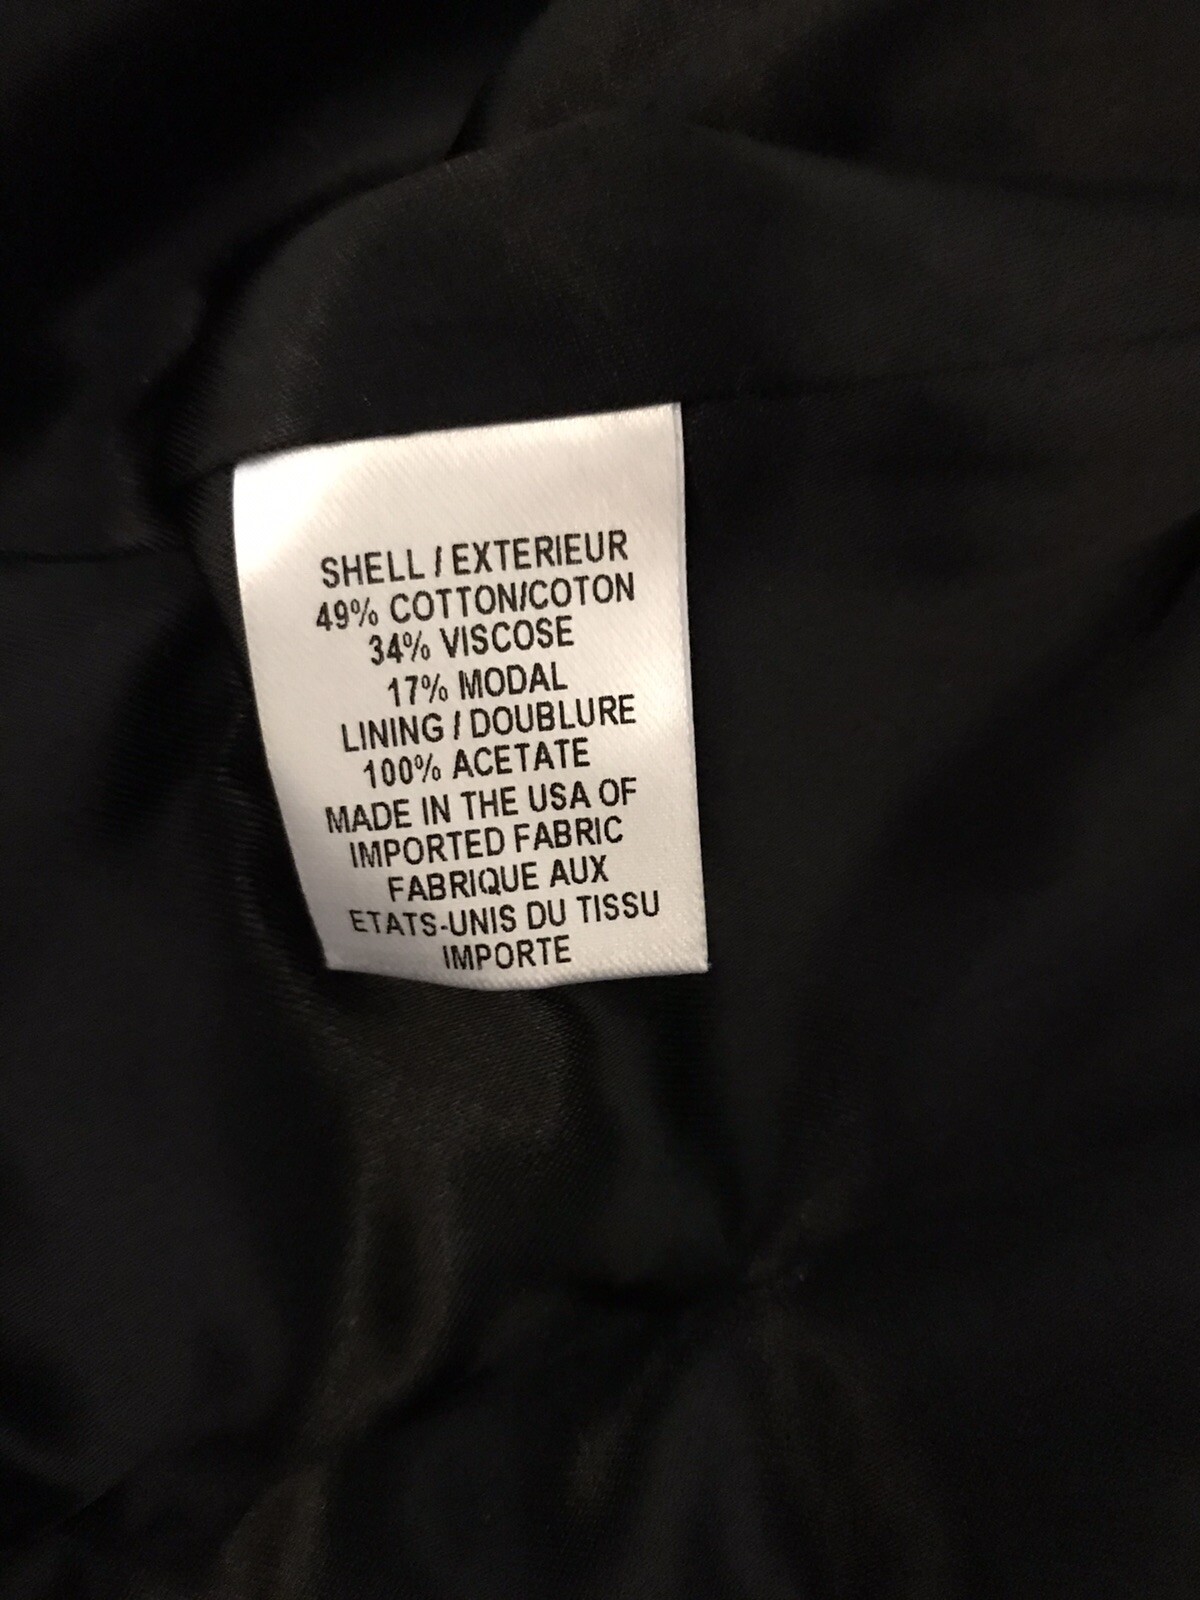 SHELL / EXTERIEUR
49% COTTON/COTON
34% VISCOSE
17% MODAL
LINING / DOUBLURE
100% ACETATE
MADE IN THE USA OF
IMPORTED FABRIC
FABRIQUE AUX
ETATS-UNIS DU TISSU
IMPORTE